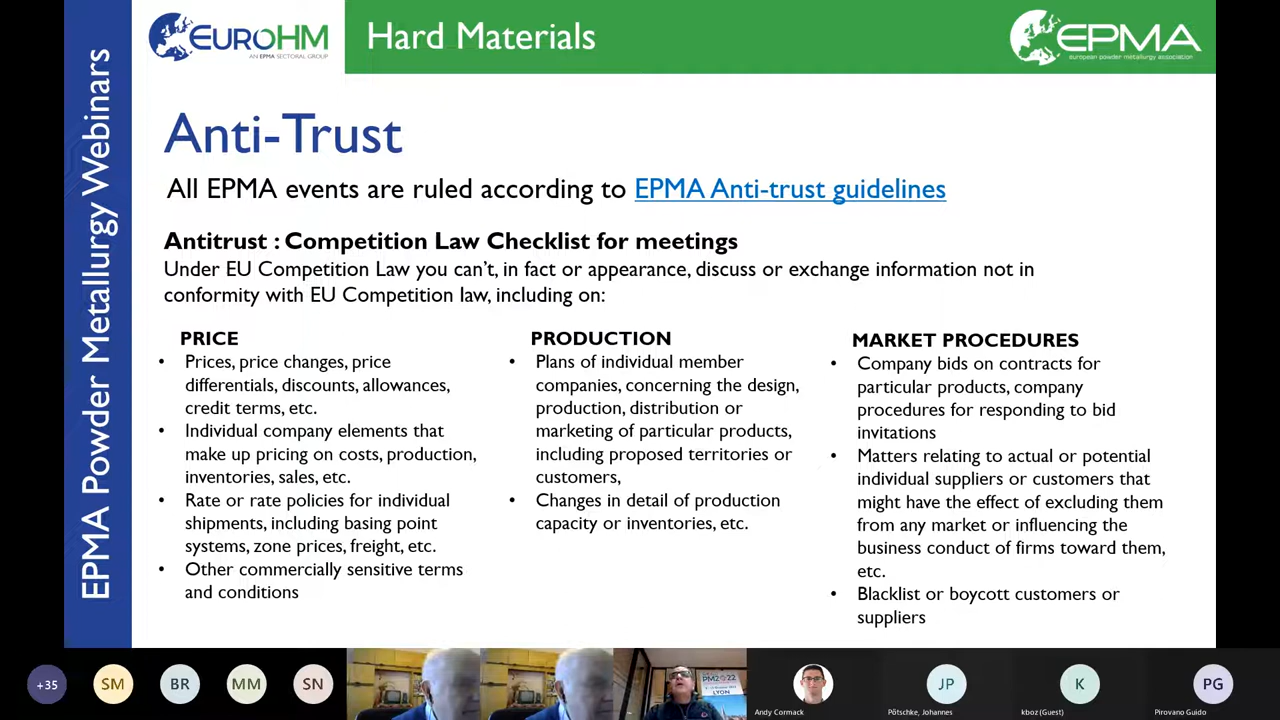 EPMA Powder Metallurgy Webinars
EUROHM
AN EPMA SECTORAL GROUP
Hard Materials
EPMA
european powder metallurgy association
Anti-Trust
All EPMA events are ruled according to EPMA Anti-trust guidelines
Antitrust : Competition Law Checklist for meetings
Under EU Competition Law you can't, in fact or appearance, discuss or exchange information not in
conformity with EU Competition law, including on:
PRICE
• Prices, price changes, price
differentials, discounts, allowances,
credit terms, etc.
• Individual company elements that
make up pricing on costs, production,
inventories, sales, etc.
• Rate or rate policies for individual
shipments, including basing point
systems, zone prices, freight, etc.
• Other commercially sensitive terms
and conditions
PRODUCTION
• Plans of individual member
companies, concerning the design,
production, distribution or
marketing of particular products,
including proposed territories or
customers,
• Changes in detail of production
capacity or inventories, etc.
MARKET PROCEDURES
• Company bids on contracts for
particular products, company
procedures for responding to bid
invitations
• Matters relating to actual or potential
individual suppliers or customers that
might have the effect of excluding them
from any market or influencing the
business conduct of firms toward them,
etc.
• Blacklist or boycott customers or
suppliers
+35
SM
BR
MM
SN
PM2022
LYON
Andy Cormack
JP
Pötschke, Johannes
K
kboz (Guest)
PG
Pirovano Guido